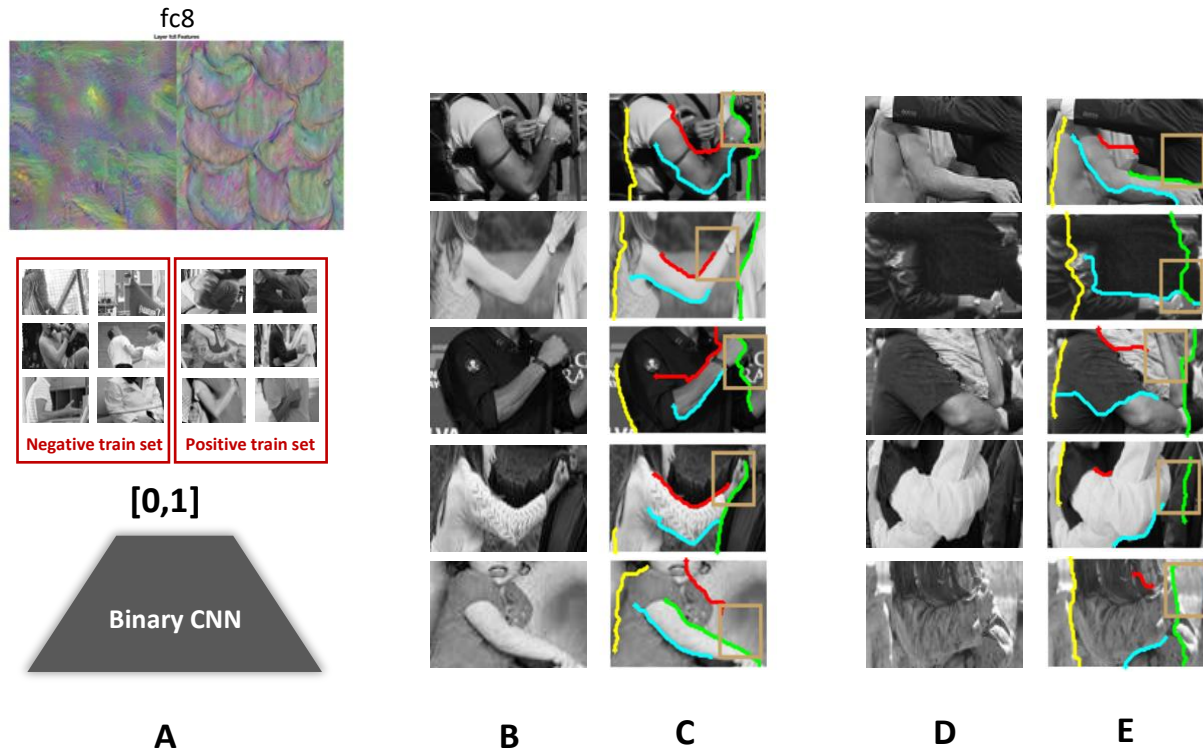 fc8
Layer fc8 Features
Negative train set
Positive train set
[0,1]
Binary CNN
A
B
C
D
E